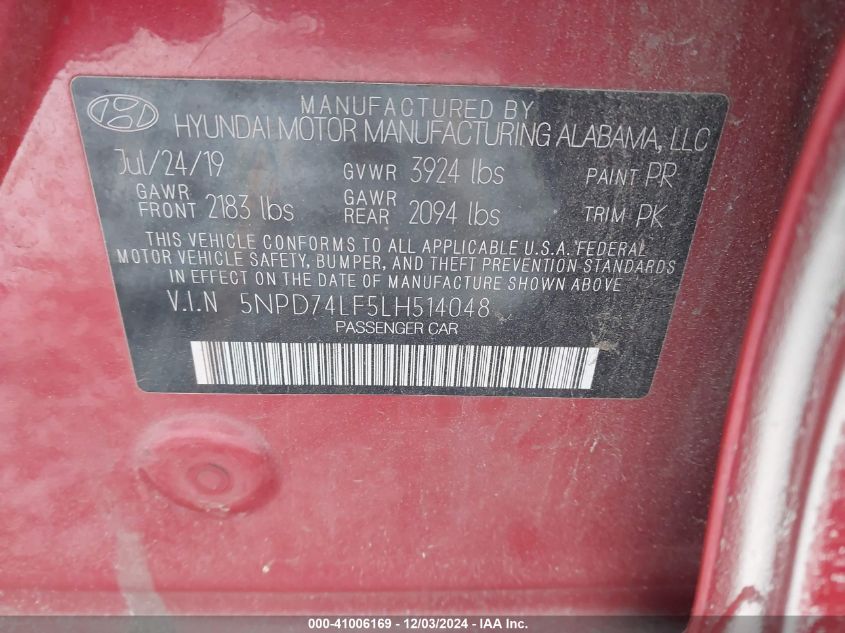 MANUFACTURED BY
HYUNDAI MOTOR MANUFACTURING ALABAMA, LLC
Jul/24/19 GVWR 3924 lbs PAINT PR
GAWR FRONT 2183 lbs GAWR REAR 2094 lbs TRIM PK
THIS VEHICLE CONFORMS TO ALL APPLICABLE U.S.A. FEDERAL
MOTOR VEHICLE SAFETY, BUMPER, AND THEFT PREVENTION STANDARDS
IN EFFECT ON THE DATE OF MANUFACTURE SHOWN ABOVE.
V.I.N 5NPD74LF5LH514048
PASSENGER CAR
000-41006169 - 12/03/2024 - IAA Inc.